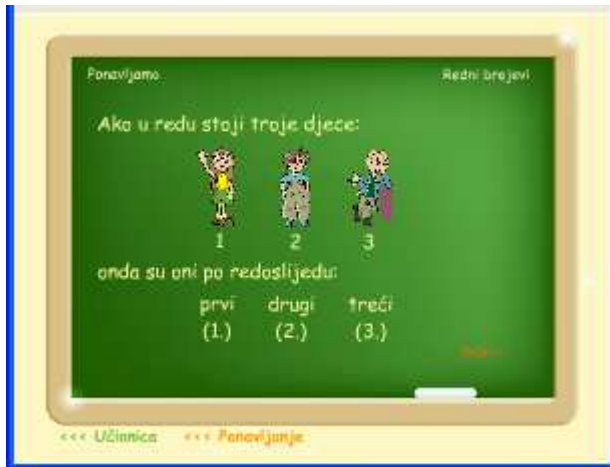 Ponavljamo
Redni brojevi
Ako u redu stoji troje djece:
1 2 3
onda su oni po redoslijedu:
prvi drugi treći
(1.) (2.) (3.)
<<< Učionica <<< Ponavljanje